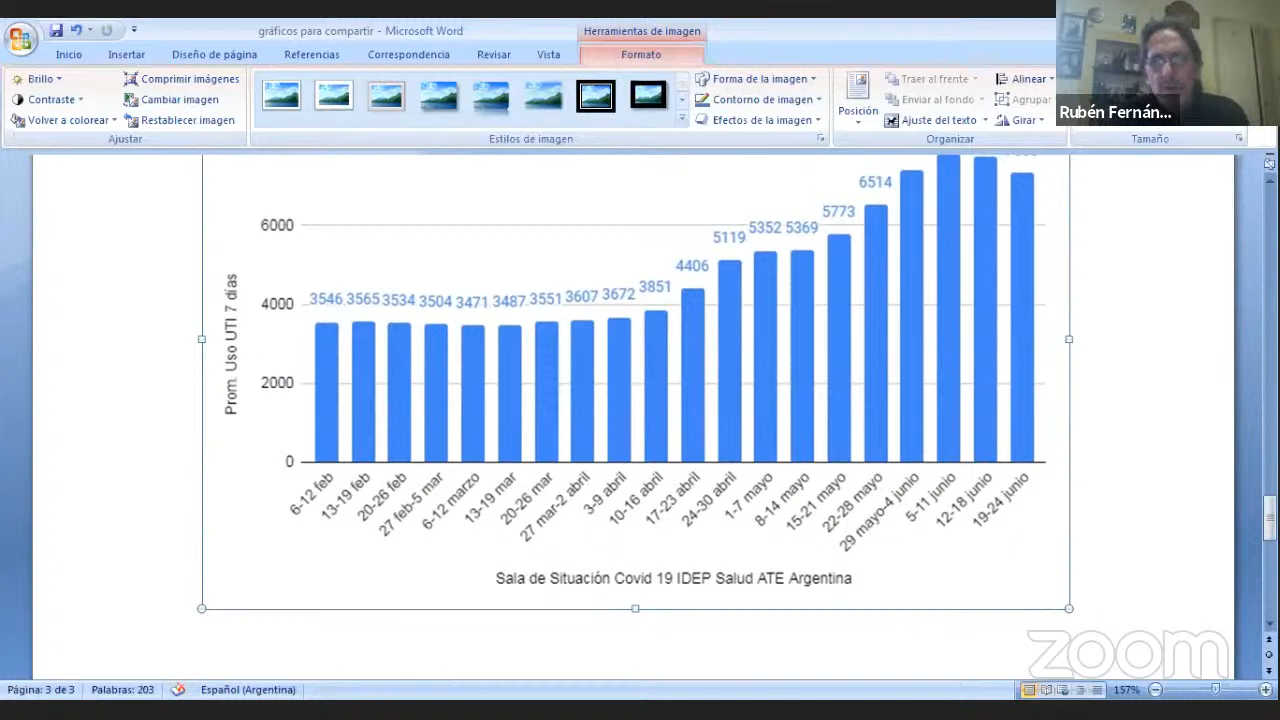 gráficos para compartir - Microsoft Word
Herramientas de imagen
Inicio Insertar Diseño de página Referencias Correspondencia Revisar Vista Formato
Brillo Comprimir imágenes Forma de la imagen Traer al frente Alinear
Contraste Cambiar imagen Contorno de imagen Enviar al fondo Agrupar
Volver a colorear Restablecer imagen Efectos de la imagen Posición Ajuste del texto Girar
Ajustar Estilos de imagen Organizar Tamaño
Rubén Fernán...
6514
5773
6000 5352 5369
5119
4406
3851
4000 3546 3565 3534 3504 3471 3487 3551 3607 3672
Prom. Uso UTI 7 días
2000
0
6-12 feb
13-19 feb
20-26 feb
27 feb-5 mar
6-12 marzo
13-19 mar
20-26 mar
27 mar-2 abril
3-9 abril
10-16 abril
17-23 abril
24-30 abril
1-7 mayo
8-14 mayo
15-21 mayo
22-28 mayo
29 mayo-4 junio
5-11 junio
12-18 junio
19-24 junio
Sala de Situación Covid 19 IDEP Salud ATE Argentina
zoom
Página: 3 de 3 Palabras: 203 Español (Argentina) 157%